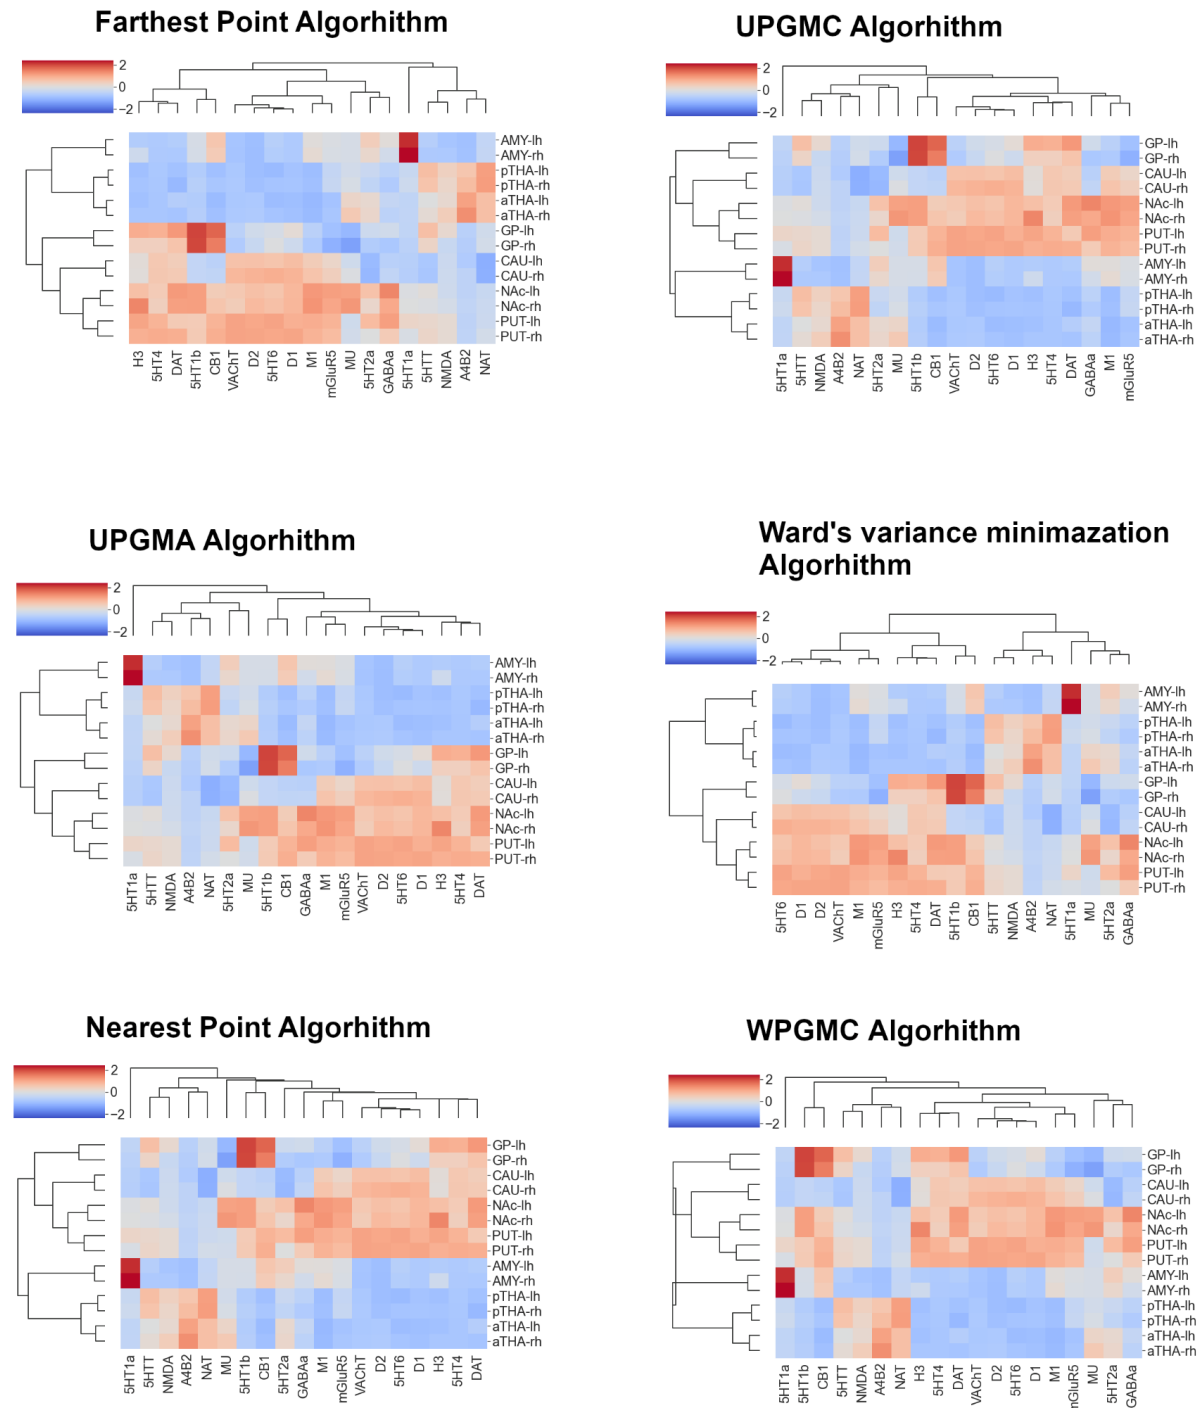 Farthest Point Algorhithm
2
0
−2
AMY-lh
AMY-rh
pTHA-lh
pTHA-rh
aTHA-lh
aTHA-rh
GP-lh
GP-rh
CAU-lh
CAU-rh
NAc-lh
NAc-rh
PUT-lh
PUT-rh
H3
5HT4
DAT
5HT1b
CB1
VAChT
D2
5HT6
D1
M1
mGluR5
MU
5HT2a
GABAa
5HT1a
5HTT
NMDA
A4B2
NAT
UPGMC Algorhithm
2
0
−2
GP-lh
GP-rh
CAU-lh
CAU-rh
NAc-lh
NAc-rh
PUT-lh
PUT-rh
AMY-lh
AMY-rh
pTHA-lh
pTHA-rh
aTHA-lh
aTHA-rh
5HT1a
5HTT
NMDA
A4B2
NAT
5HT2a
MU
5HT1b
CB1
VAChT
D2
5HT6
D1
H3
5HT4
DAT
GABAa
M1
mGluR5
UPGMA Algorhithm
2
0
−2
AMY-lh
AMY-rh
pTHA-lh
pTHA-rh
aTHA-lh
aTHA-rh
GP-lh
GP-rh
CAU-lh
CAU-rh
NAc-lh
NAc-rh
PUT-lh
PUT-rh
5HT1a
5HTT
NMDA
A4B2
NAT
5HT2a
MU
5HT1b
CB1
GABAa
M1
mGluR5
VAChT
D2
5HT6
D1
H3
5HT4
DAT
Ward's variance minimazation
Algorhithm
2
0
−2
AMY-lh
AMY-rh
pTHA-lh
pTHA-rh
aTHA-lh
aTHA-rh
GP-lh
GP-rh
CAU-lh
CAU-rh
NAc-lh
NAc-rh
PUT-lh
PUT-rh
5HT6
D1
D2
VAChT
M1
mGluR5
H3
5HT4
DAT
5HT1b
CB1
5HTT
NMDA
A4B2
NAT
5HT1a
MU
5HT2a
GABAa
Nearest Point Algorhithm
2
0
−2
GP-lh
GP-rh
CAU-lh
CAU-rh
NAc-lh
NAc-rh
PUT-lh
PUT-rh
AMY-lh
AMY-rh
pTHA-lh
pTHA-rh
aTHA-lh
aTHA-rh
5HT1a
5HTT
NMDA
A4B2
NAT
MU
5HT1b
CB1
5HT2a
GABAa
M1
mGluR5
VAChT
D2
5HT6
D1
H3
5HT4
DAT
WPGMC Algorhithm
2
0
−2
GP-lh
GP-rh
CAU-lh
CAU-rh
NAc-lh
NAc-rh
PUT-lh
PUT-rh
AMY-lh
AMY-rh
pTHA-lh
pTHA-rh
aTHA-lh
aTHA-rh
5HT1a
5HT1b
CB1
5HTT
NMDA
A4B2
NAT
H3
5HT4
DAT
VAChT
D2
5HT6
D1
M1
nGluR5
MU
5HT2a
GABAa